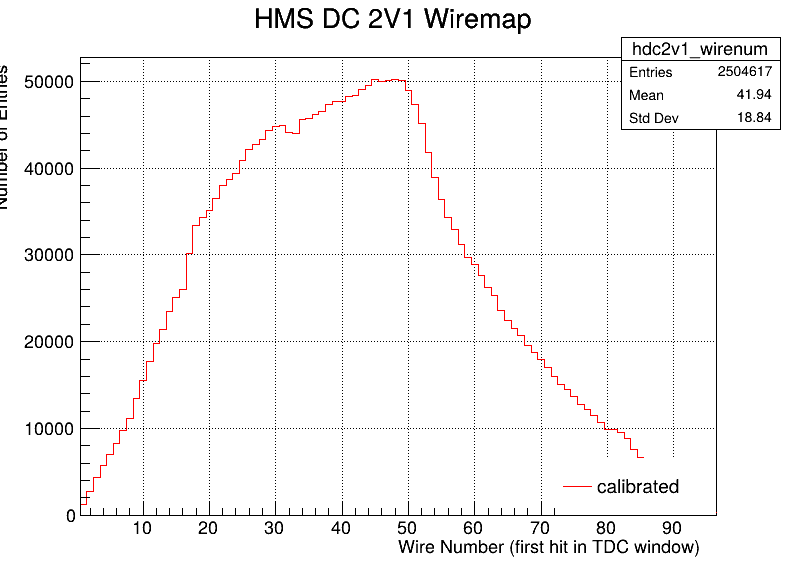 HMS DC 2V1 Wiremap
hdc2v1_wirenum
Entries 2504617
Mean 41.94
Std Dev 18.84
Number of Entries
50000
40000
30000
20000
10000
0
calibrated
10 20 30 40 50 60 70 80 90
Wire Number (first hit in TDC window)